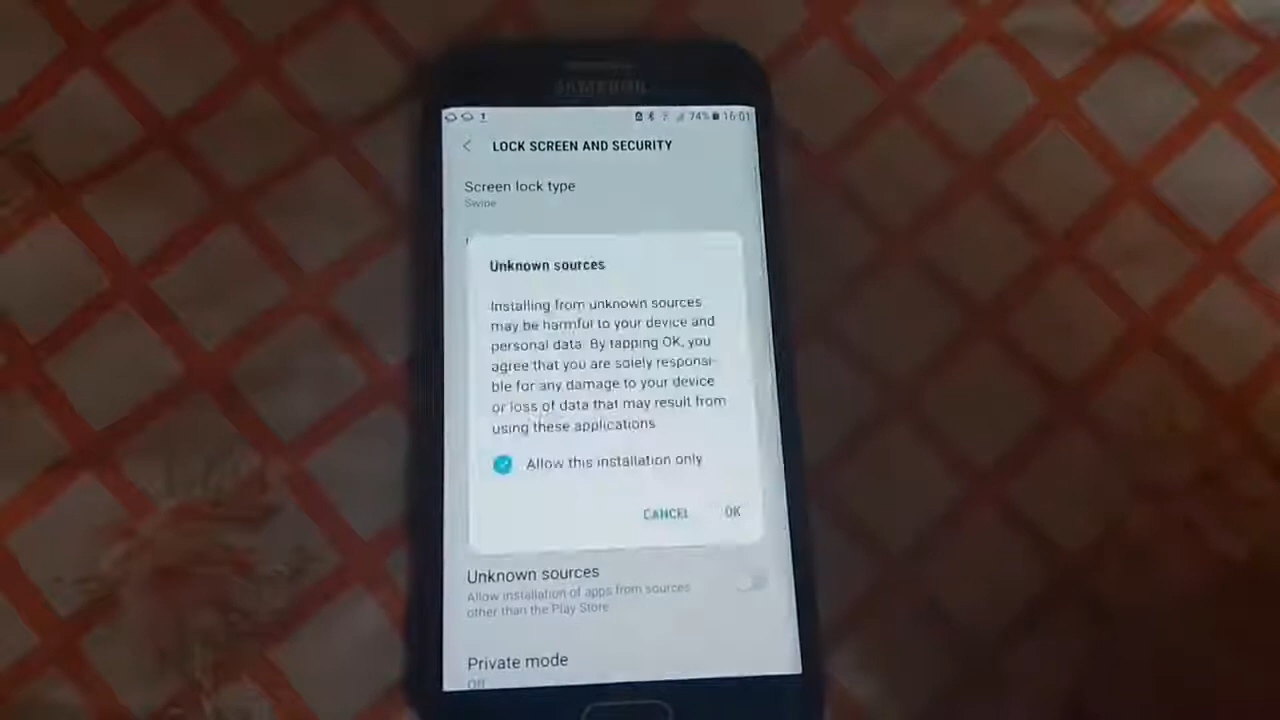 SAMSUNG
74% 16:01
LOCK SCREEN AND SECURITY
Screen lock type
Swipe
Unknown sources
Installing from unknown sources
may be harmful to your device and
personal data. By tapping OK, you
agree that you are solely responsi-
ble for any damage to your device
or loss of data that may result from
using these applications
Allow this installation only
CANCEL OK
Unknown sources
Allow installation of apps from sources
other than the Play Store
Private mode
Off